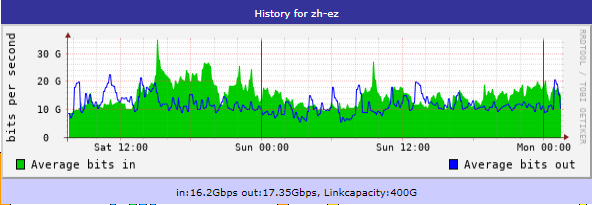 History for zh-ez
bits per second
30 G
20 G
10 G
0
Sat 12:00 Sun 00:00 Sun 12:00 Mon 00:00
Average bits in Average bits out
RRDTOOL / TOBI OETIKER
in:16.2Gbps out:17.35Gbps, Linkcapacity:400G